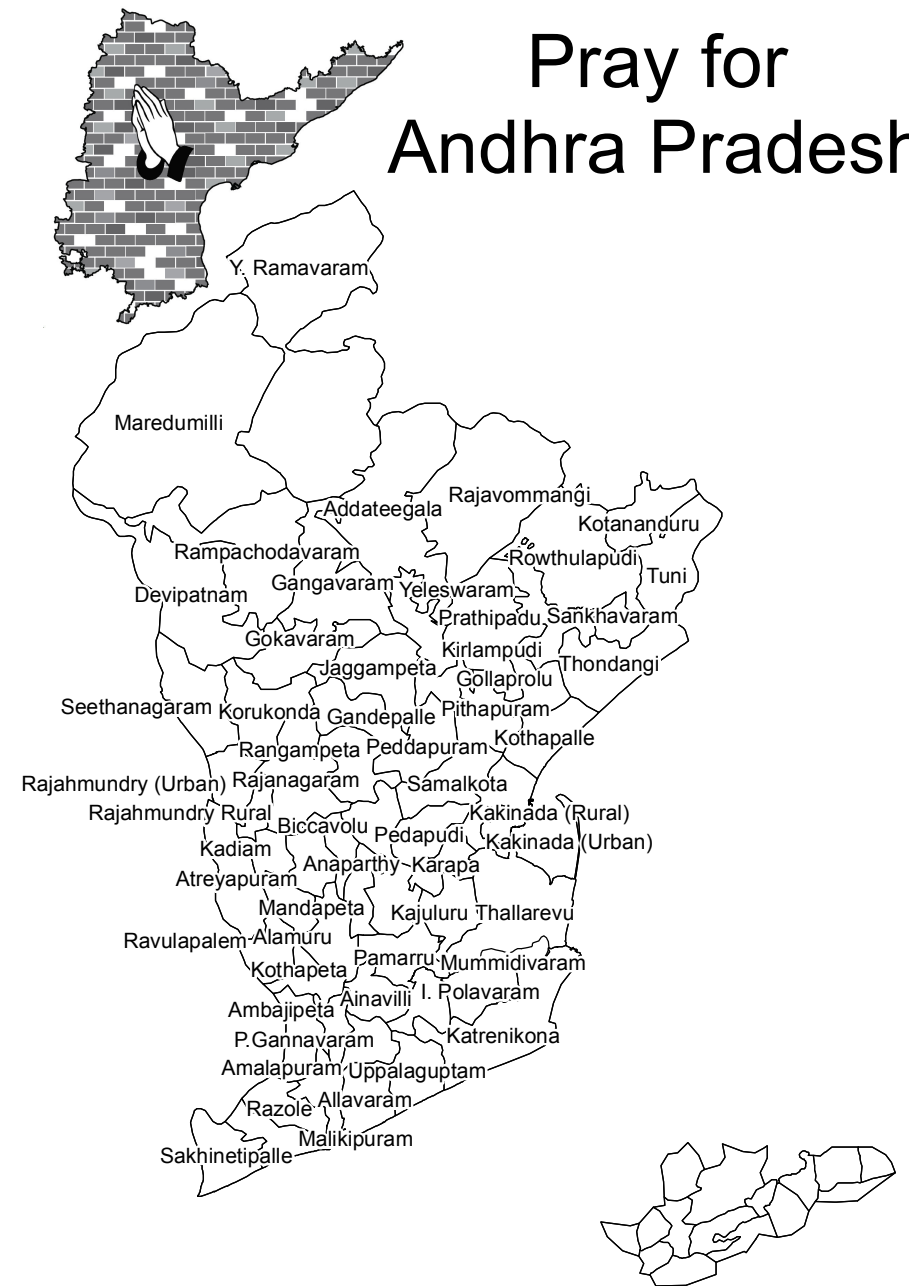 Pray for
Andhra Pradesh
Y. Ramavaram
Maredumilli
Rajavommangi
Addateegala
Kotananduru
Rampachodavaram
Rowthulapudi
Tuni
Gangavaram
Yeleswaram
Devipatnam
Prathipadu
Sankhavaram
Gokavaram
Kirlampudi
Thondangi
Jaggampeta
Gollaprolu
Seethanagaram
Korukonda
Gandepalle
Pithapuram
Kothapalle
Rangampeta
Peddapuram
Rajahmundry (Urban)
Rajanagaram
Samalkota
Rajahmundry Rural
Kakinada (Rural)
Biccavolu
Pedapudi
Kakinada (Urban)
Kadiam
Anaparthy
Karapa
Atreyapuram
Mandapeta
Kajuluru
Thallarevu
Ravulapalem
Alamuru
Pamarru
Mummidivaram
Kothapeta
Ainavilli
I. Polavaram
Ambajipeta
Katrenikona
P.Gannavaram
Amalapuram
Uppalaguptam
Razole
Allavaram
Malikipuram
Sakhinetipalle